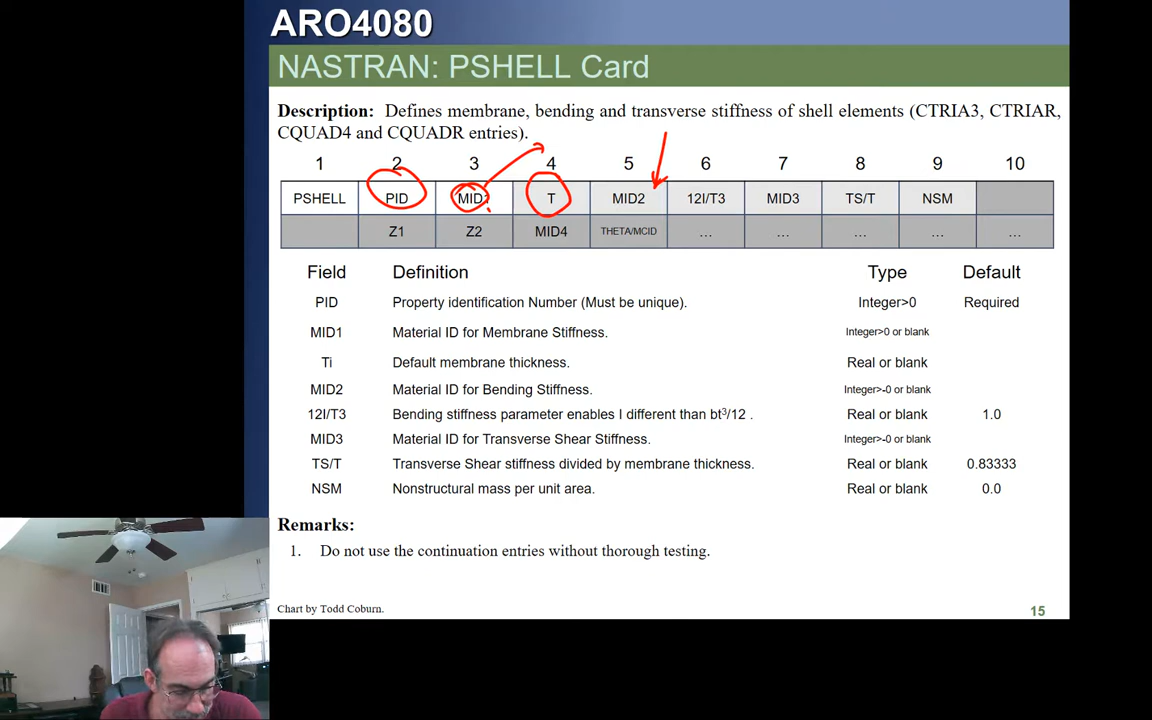 ARO4080
NASTRAN: PSHELL Card
Description: Defines membrane, bending and transverse stiffness of shell elements (CTRIA3, CTRIAR,
CQUAD4 and CQUADR entries).
1 2 3 4 5 6 7 8 9 10
PSHELL PID MID1 T MID2 12I/T3 MID3 TS/T NSM
Z1 Z2 MID4 THETA/MCID ... ... ... ... ...
Field Definition Type Default
PID Property identification Number (Must be unique). Integer>0 Required
MID1 Material ID for Membrane Stiffness. Integer>0 or blank
Ti Default membrane thickness. Real or blank
MID2 Material ID for Bending Stiffness. Integer>-0 or blank
12I/T3 Bending stiffness parameter enables I different than bt³/12 . Real or blank 1.0
MID3 Material ID for Transverse Shear Stiffness. Integer>-0 or blank
TS/T Transverse Shear stiffness divided by membrane thickness. Real or blank 0.83333
NSM Nonstructural mass per unit area. Real or blank 0.0
Remarks:
1. Do not use the continuation entries without thorough testing.
Chart by Todd Coburn. 15